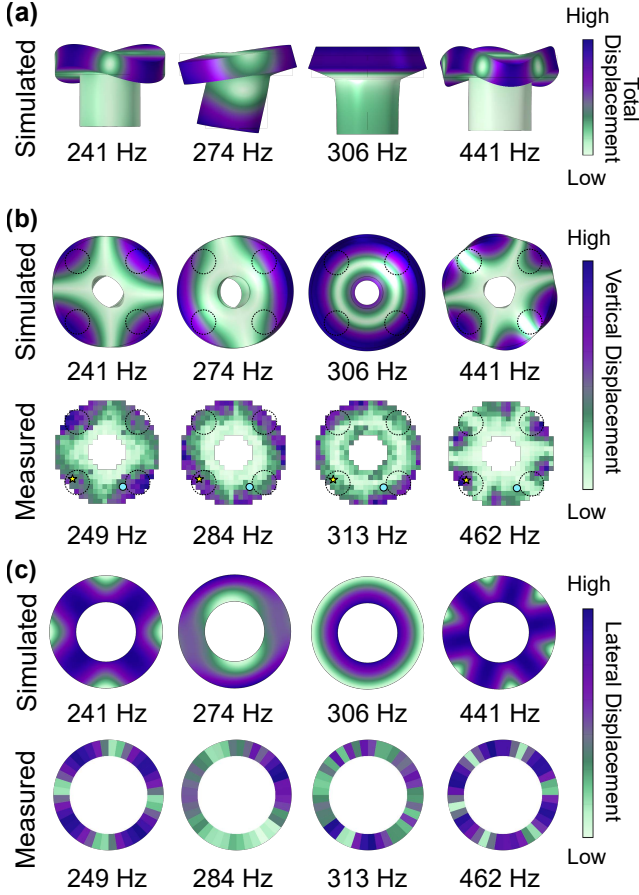 (a)
Simulated
241 Hz 274 Hz 306 Hz 441 Hz
High
Total
Displacement
Low
(b)
Simulated
241 Hz 274 Hz 306 Hz 441 Hz
Measured
249 Hz 284 Hz 313 Hz 462 Hz
High
Vertical Displacement
Low
(c)
Simulated
241 Hz 274 Hz 306 Hz 441 Hz
Measured
249 Hz 284 Hz 313 Hz 462 Hz
High
Lateral Displacement
Low